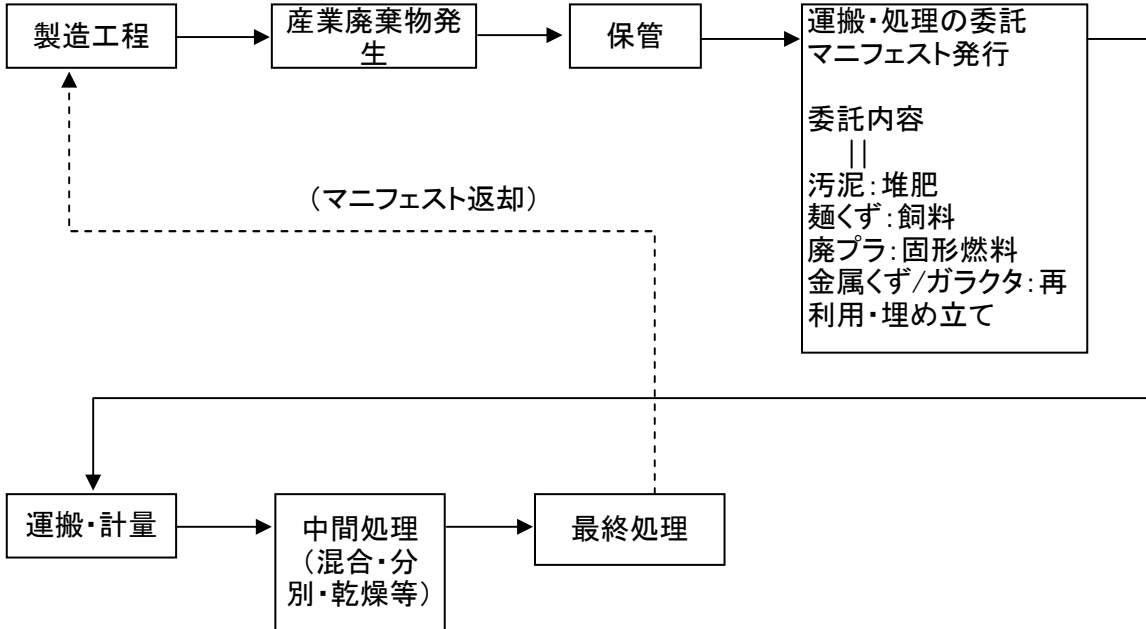 製造工程
産業廃棄物発
生
保管
運搬・処理の委託
マニフェスト発行
委託内容
||
汚泥:堆肥
麺くず:飼料
廃プラ:固形燃料
金属くず/ガラクタ:再
利用・埋め立て
(マニフェスト返却)
運搬・計量
中間処理
(混合・分
別・乾燥等)
最終処理